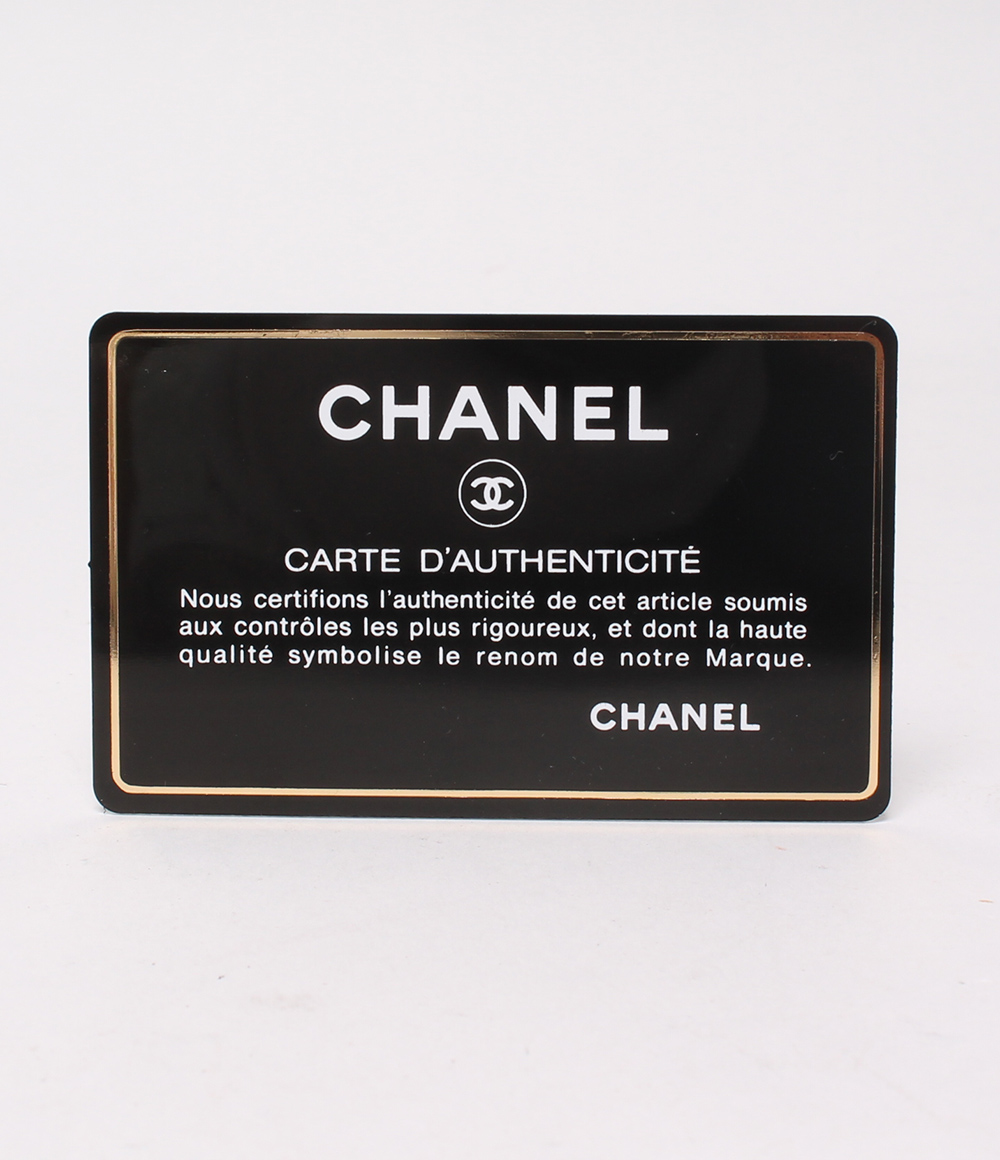 CHANEL
CARTE D'AUTHENTICITÉ
Nous certifions l'authenticité de cet article soumis
aux contrôles les plus rigoureux, et dont la haute
qualité symbolise le renom de notre Marque.
CHANEL